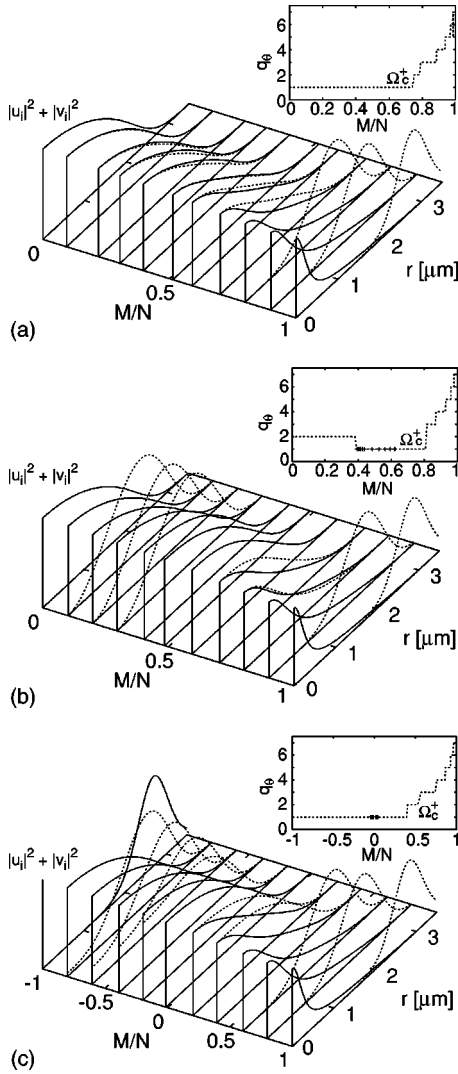 6
4
2
0
q_θ
Ω_c^+
0 0.2 0.4 0.6 0.8 1
M/N
|u_i|^2 + |v_i|^2
0
0.5
1
M/N
0
1
2
3
r [μm]
(a)
6
4
2
0
q_θ
Ω_c^+
0 0.2 0.4 0.6 0.8 1
M/N
|u_i|^2 + |v_i|^2
0
0.5
1
M/N
0
1
2
3
r [μm]
(b)
6
4
2
0
q_θ
Ω_c^+
-1 -0.5 0 0.5 1
M/N
|u_i|^2 + |v_i|^2
-1
-0.5
0
0.5
1
M/N
0
1
2
3
r [μm]
(c)